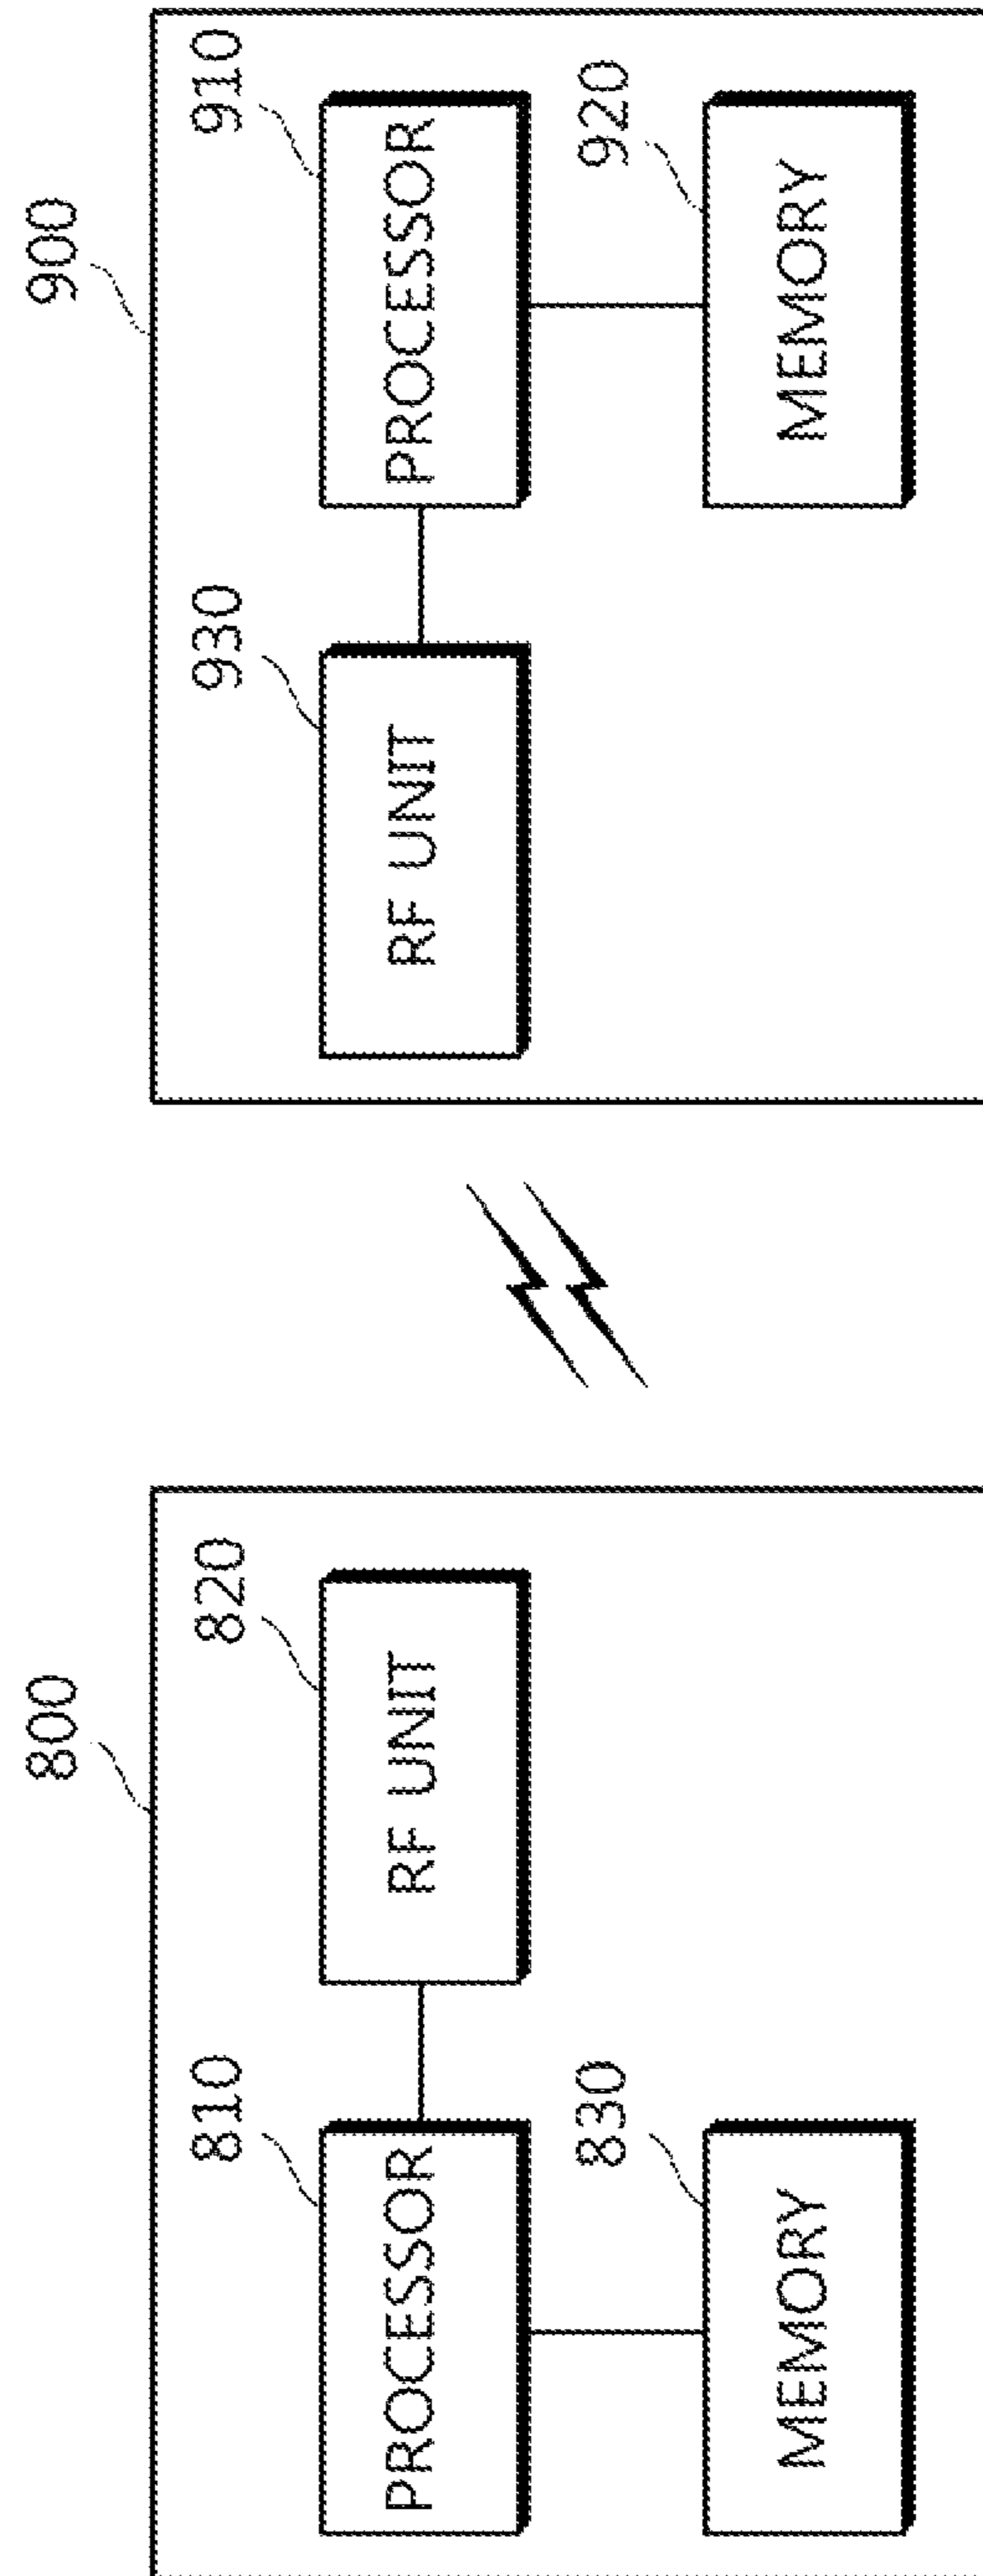 800
900
810
820
930
910
PROCESSOR
RF UNIT
RF UNIT
PROCESSOR
830
920
MEMORY
MEMORY